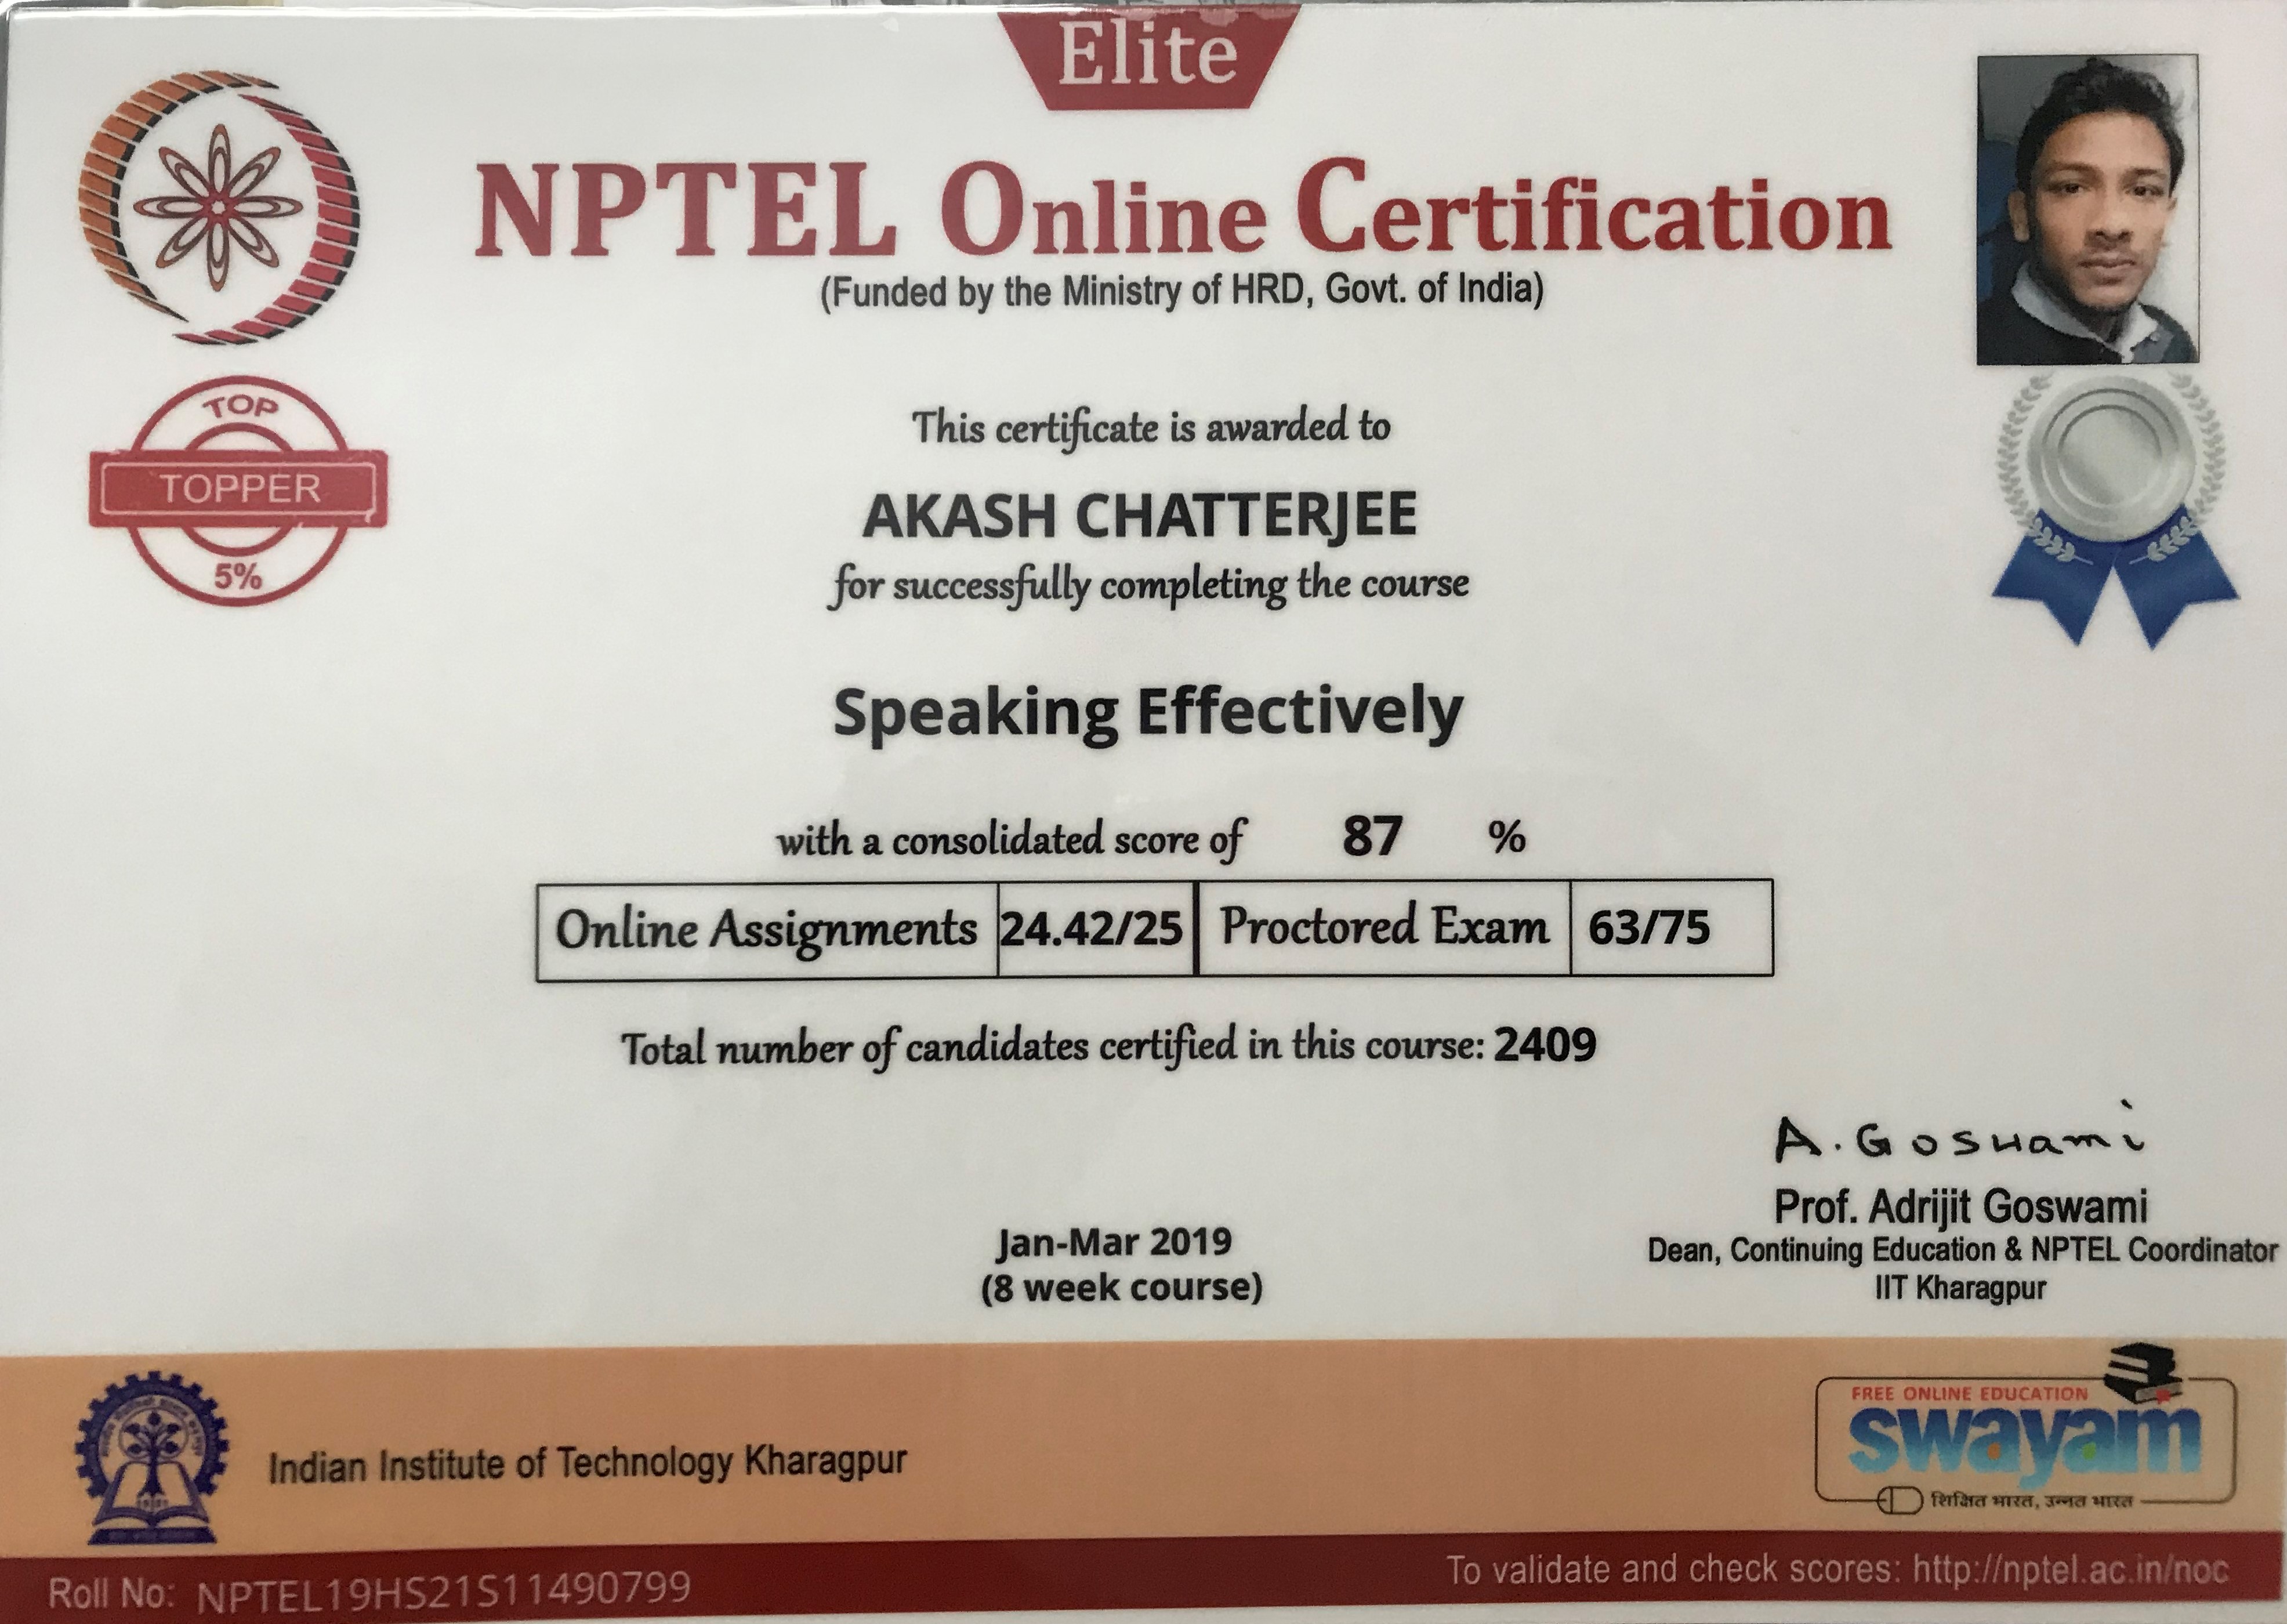 Elite
NPTEL Online Certification
(Funded by the Ministry of HRD, Govt. of India)
TOP
TOPPER
5%
This certificate is awarded to
AKASH CHATTERJEE
for successfully completing the course
Speaking Effectively
with a consolidated score of 87 %
Online Assignments 24.42/25 Proctored Exam 63/75
Total number of candidates certified in this course: 2409
A. Goswami
Prof. Adrijit Goswami
Dean, Continuing Education & NPTEL Coordinator
IIT Kharagpur
Jan-Mar 2019
(8 week course)
Indian Institute of Technology Kharagpur
FREE ONLINE EDUCATION
swayam
शिक्षित भारत, उन्नत भारत
Roll No: NPTEL19HS21S11490799
To validate and check scores: http://nptel.ac.in/noc